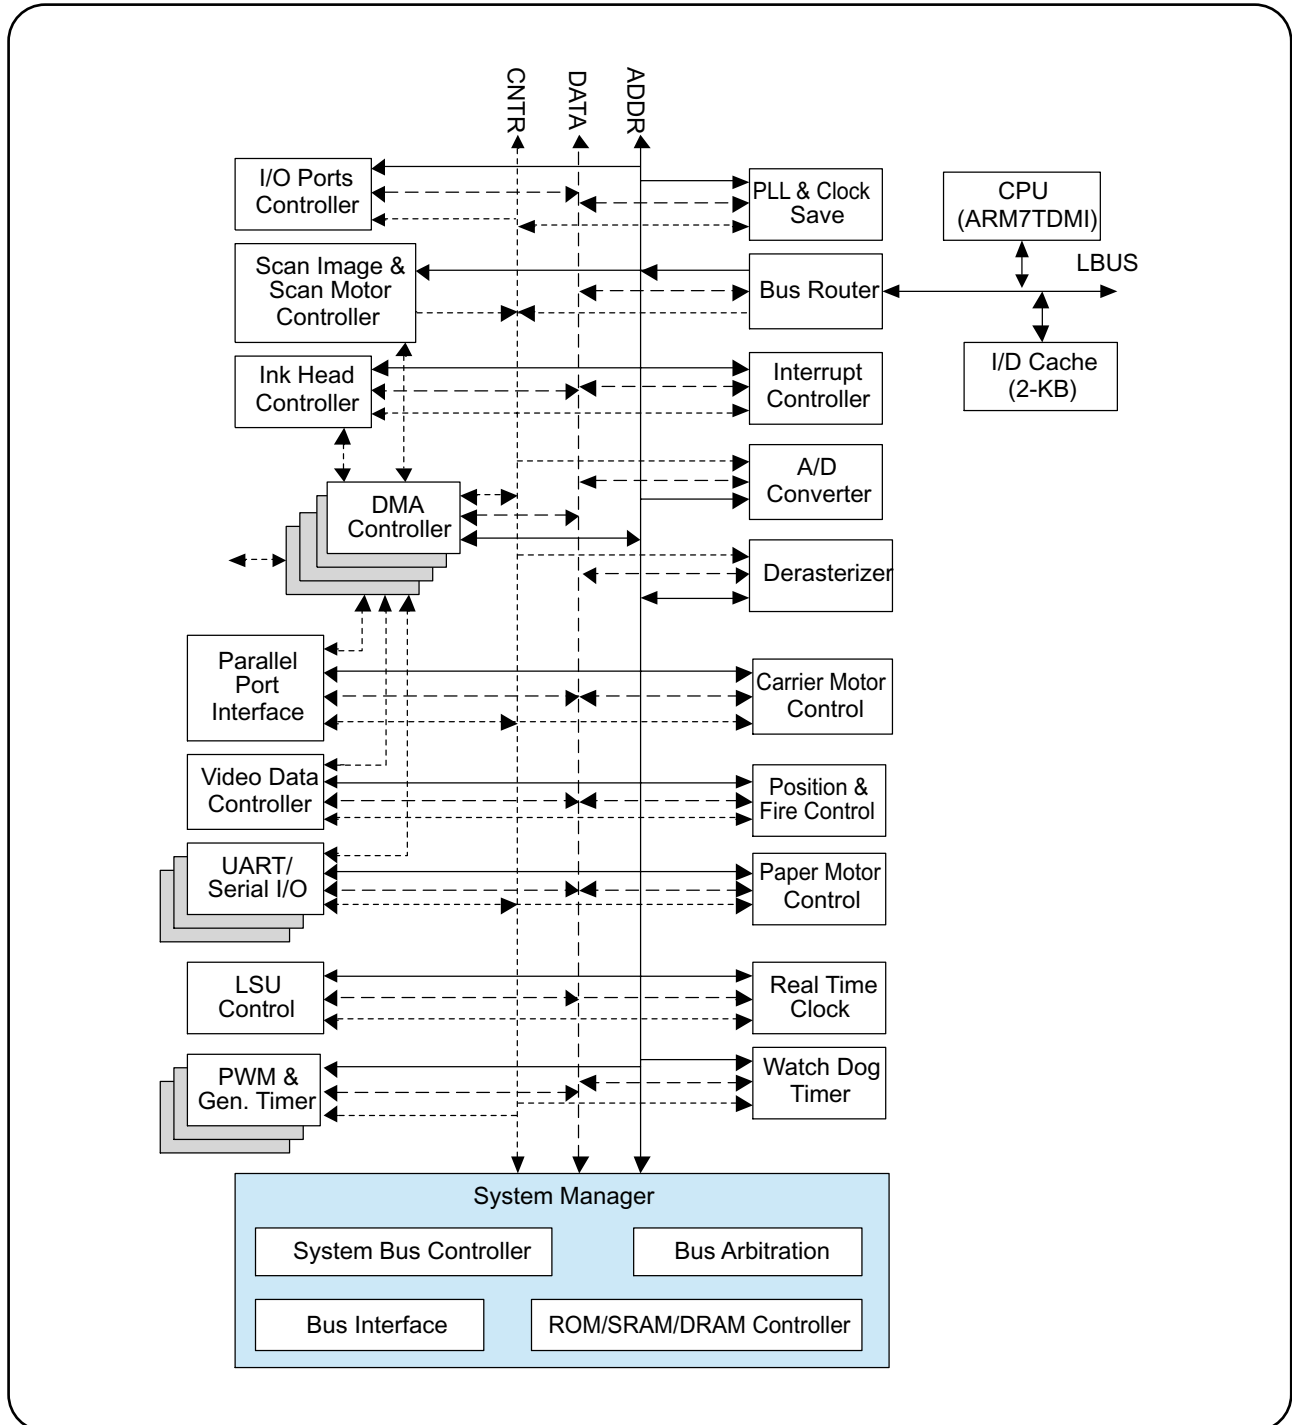 CNTR
DATA
ADDR
I/O Ports
Controller
PLL & Clock
Save
CPU
(ARM7TDMI)
Scan Image &
Scan Motor
Controller
Bus Router
LBUS
Ink Head
Controller
Interrupt
Controller
I/D Cache
(2-KB)
A/D
Converter
DMA
Controller
Derasterizer
Parallel
Port
Interface
Carrier Motor
Control
Video Data
Controller
Position &
Fire Control
UART/
Serial I/O
Paper Motor
Control
LSU
Control
Real Time
Clock
PWM &
Gen. Timer
Watch Dog
Timer
System Manager
System Bus Controller
Bus Arbitration
Bus Interface
ROM/SRAM/DRAM Controller